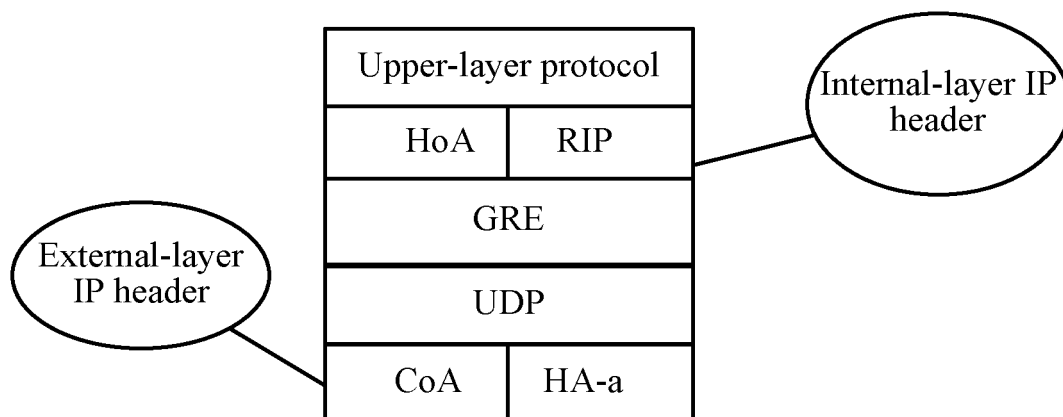 Upper-layer protocol
Internal-layer IP
header
HoA RIP
GRE
External-layer
IP header
UDP
CoA HA-a